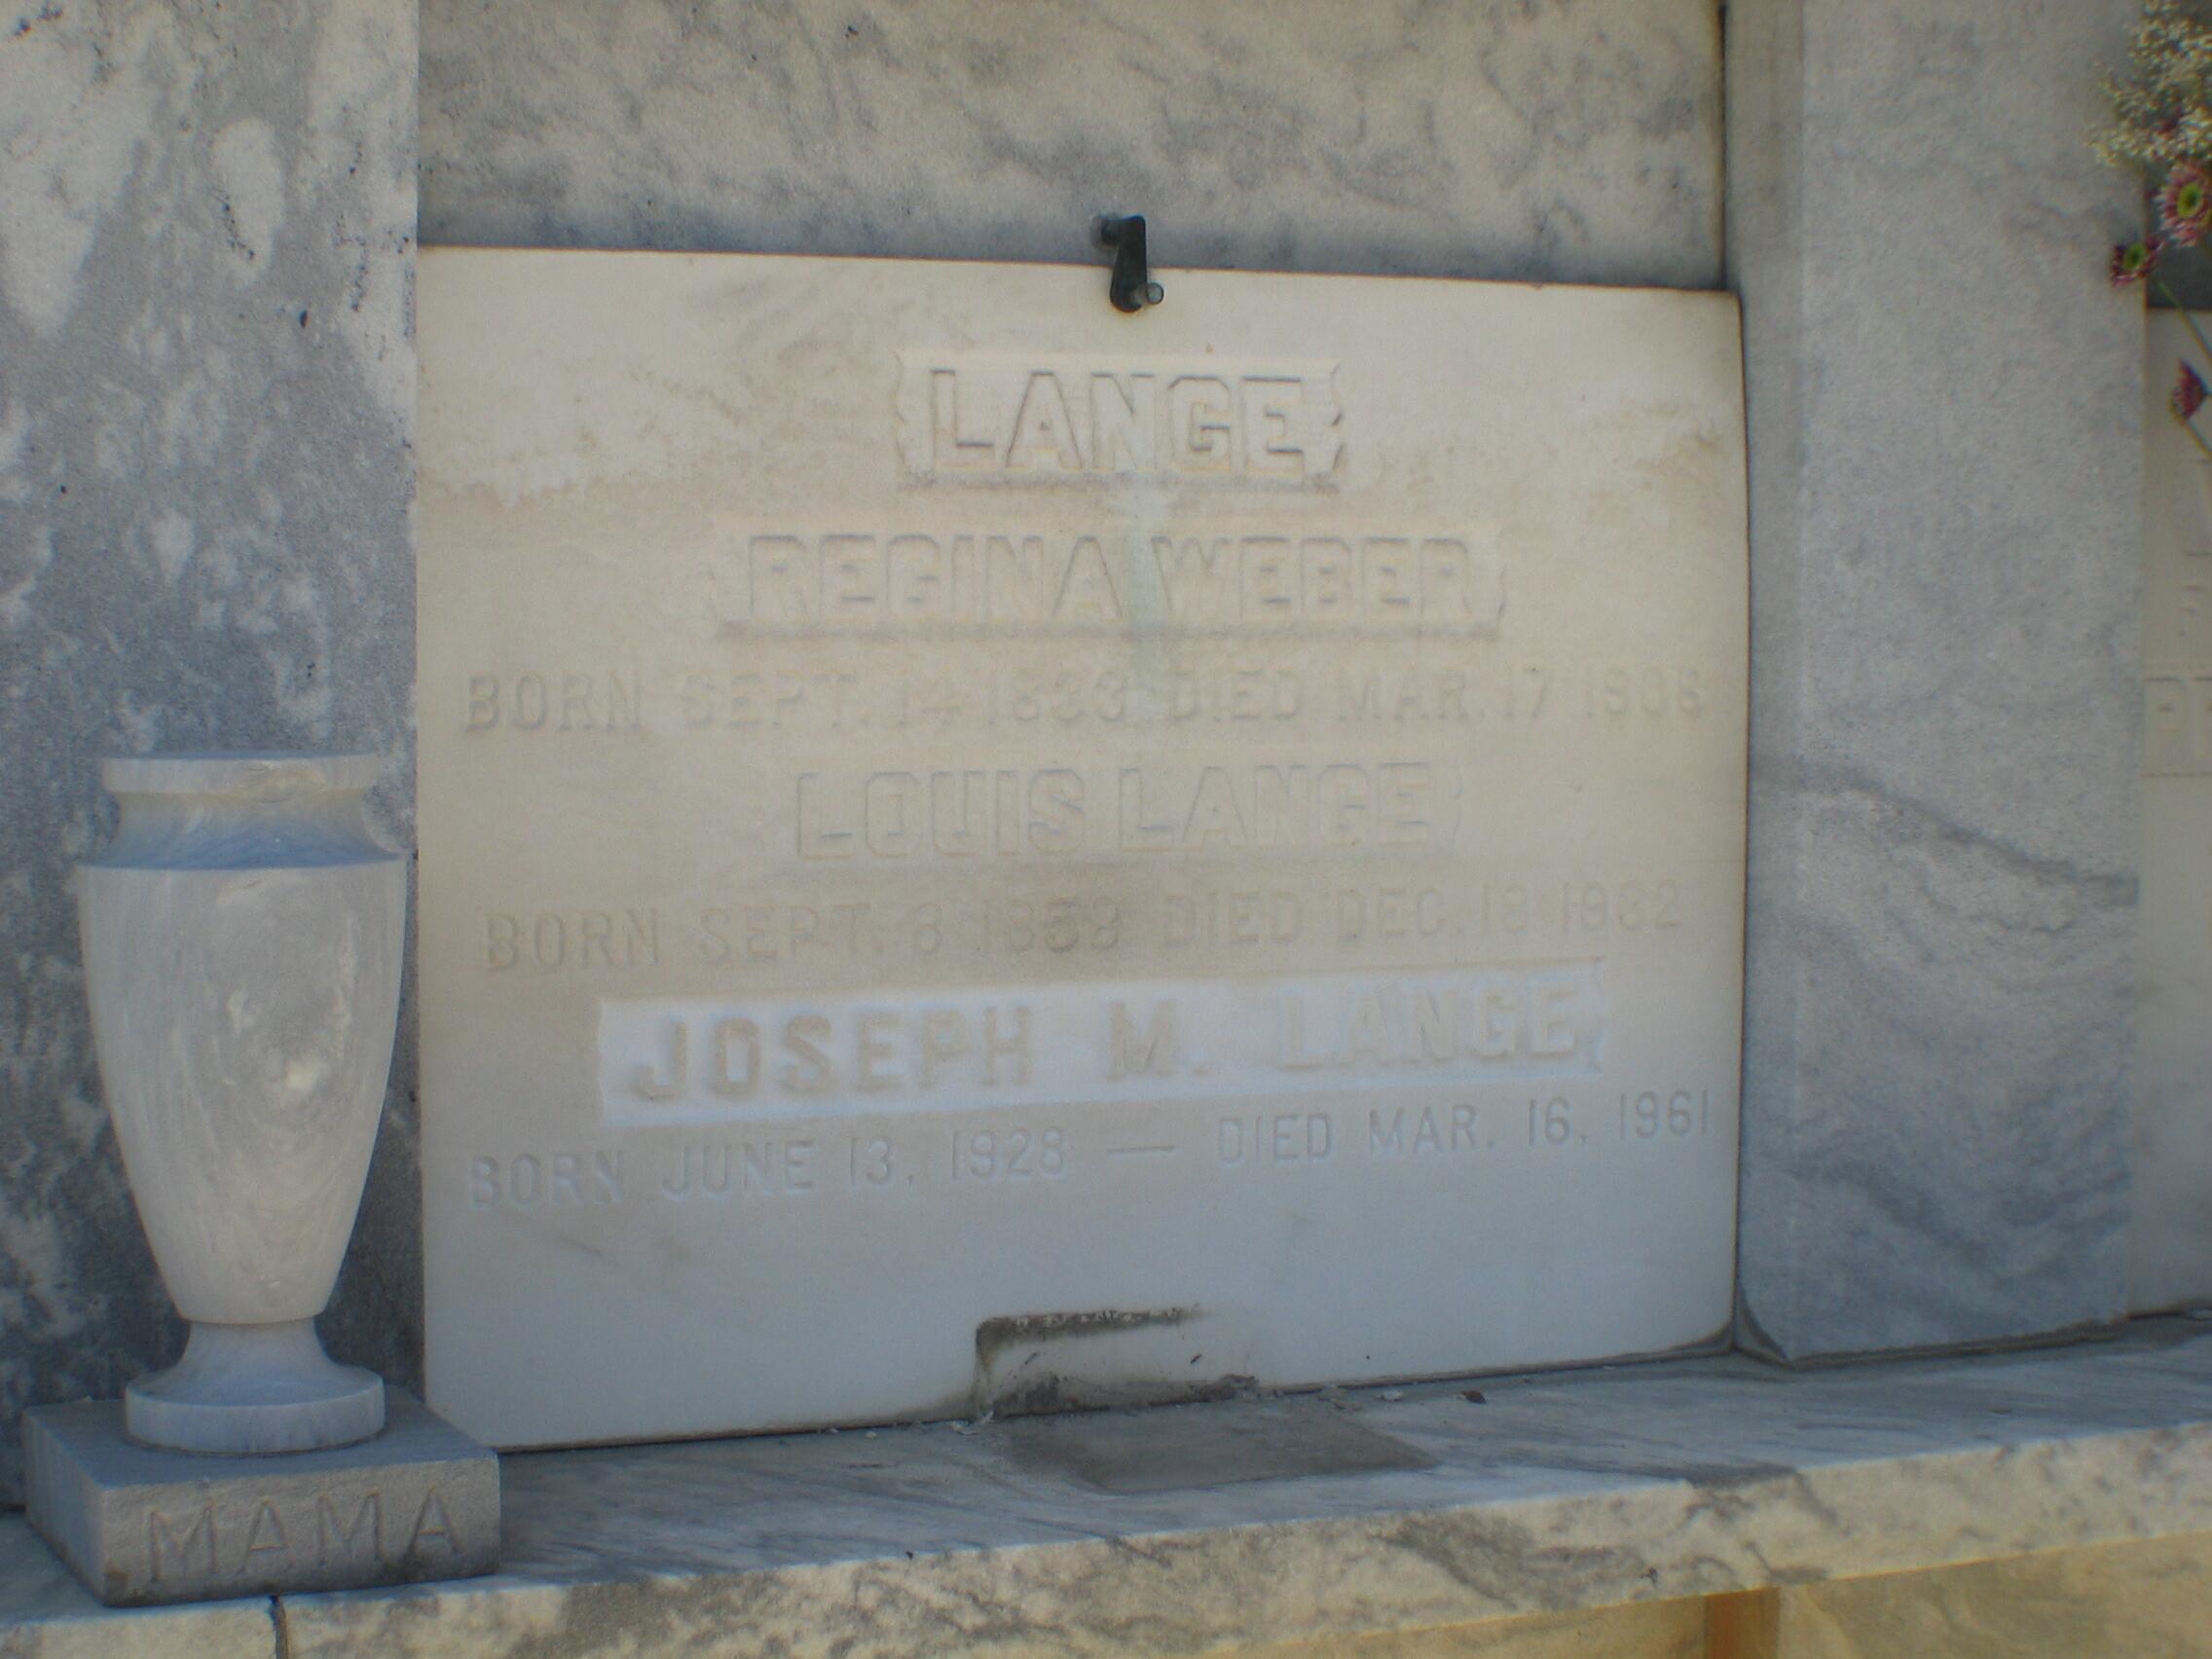 LANGE
REGINA WEBER
BORN SEPT. 14 1833 DIED MAR. 17 1908
LOUIS LANGE
BORN SEPT. 8 1858 DIED DEC. 18 1932
JOSEPH M. LANGE
BORN JUNE 13, 1928 — DIED MAR. 16, 1961
MAMA